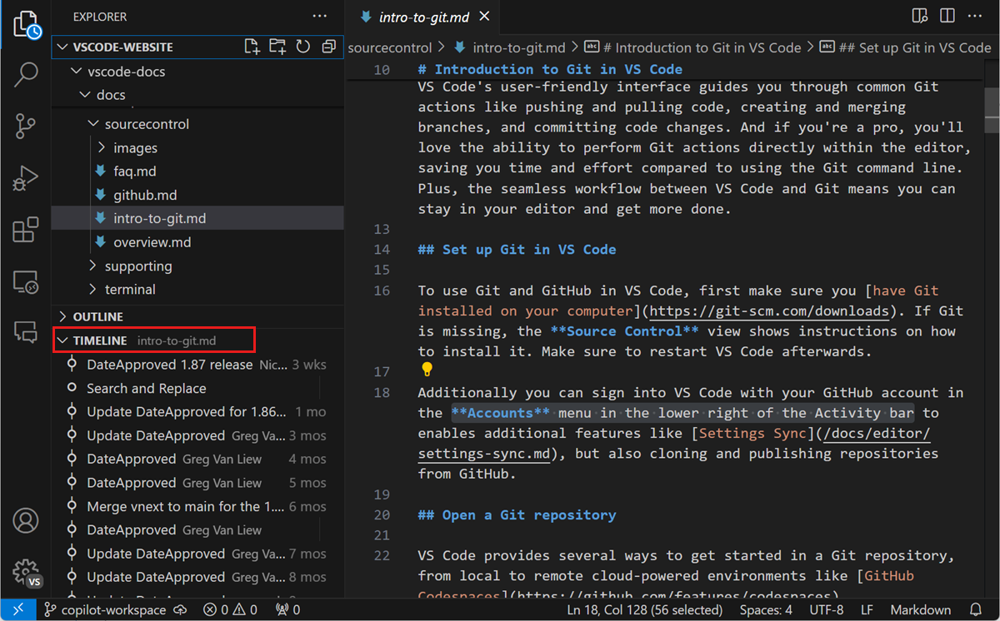 EXPLORER
VSCODE-WEBSITE
vscode-docs
docs
sourcecontrol
images
faq.md
github.md
intro-to-git.md
overview.md
supporting
terminal
OUTLINE
TIMELINE intro-to-git.md
DateApproved 1.87 release Nic... 3 wks
Search and Replace
Update DateApproved for 1.86... 1 mo
Update DateApproved Greg Va... 3 mos
DateApproved Greg Van Liew 4 mos
DateApproved Greg Van Liew 5 mos
Merge vnext to main for the 1.... 6 mos
DateApproved Greg Van Liew
Update DateApproved Greg Va... 7 mos
Update DateApproved Greg Va... 8 mos
VS
intro-to-git.md
sourcecontrol > intro-to-git.md > # Introduction to Git in VS Code > ## Set up Git in VS Code
10 # Introduction to Git in VS Code
VS Code's user-friendly interface guides you through common Git
actions like pushing and pulling code, creating and merging
branches, and committing code changes. And if you're a pro, you'll
love the ability to perform Git actions directly within the editor,
saving you time and effort compared to using the Git command line.
Plus, the seamless workflow between VS Code and Git means you can
stay in your editor and get more done.
13
14 ## Set up Git in VS Code
15
16 To use Git and GitHub in VS Code, first make sure you [have Git
installed on your computer](https://git-scm.com/downloads). If Git
is missing, the **Source Control** view shows instructions on how
to install it. Make sure to restart VS Code afterwards.
17
18 Additionally you can sign into VS Code with your GitHub account in
the **Accounts** menu in the lower right of the Activity bar to
enables additional features like [Settings Sync](/docs/editor/
settings-sync.md), but also cloning and publishing repositories
from GitHub.
19
20 ## Open a Git repository
21
22 VS Code provides several ways to get started in a Git repository,
from local to remote cloud-powered environments like [GitHub
Codespaces](https://github.com/features/codespaces)
copilot-workspace 0 0 0 Ln 18, Col 128 (56 selected) Spaces: 4 UTF-8 LF Markdown